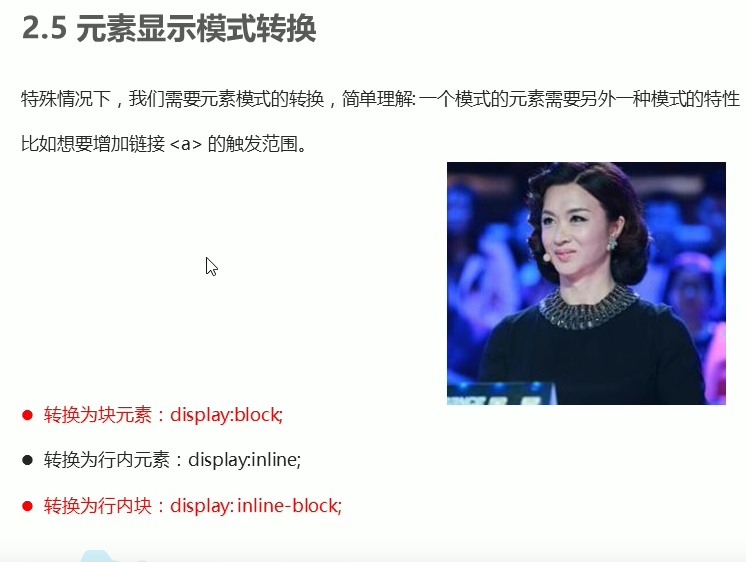 2.5 元素显示模式转换
特殊情况下，我们需要元素模式的转换，简单理解: 一个模式的元素需要另外一种模式的特性
比如想要增加链接 <a> 的触发范围。
● 转换为块元素：display:block;
● 转换为行内元素：display:inline;
● 转换为行内块：display: inline-block;